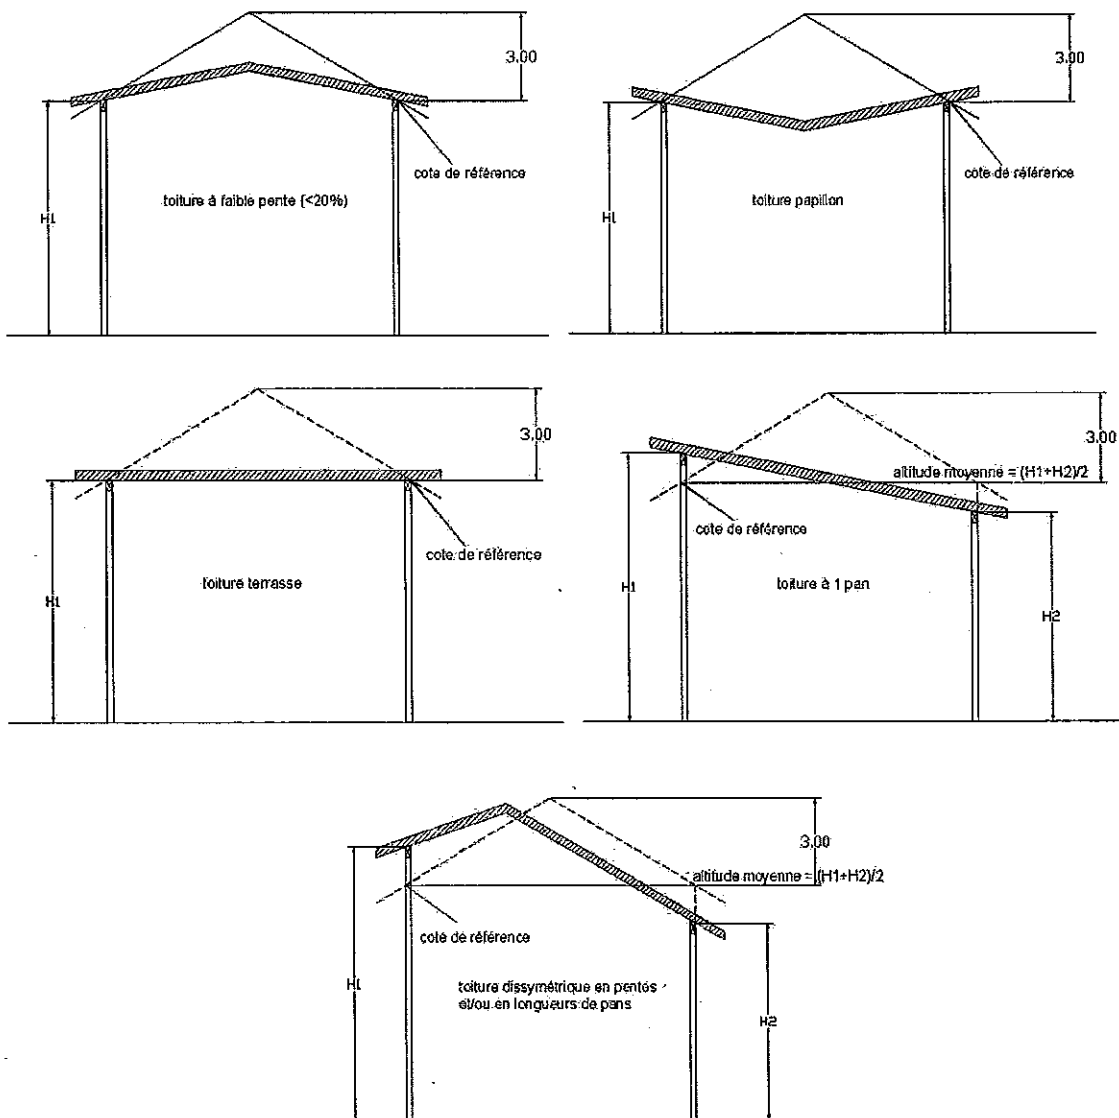 3.00
cote de référence
toiture à faible pente (<20%)
H1
3.00
cote de référence
toiture papillon
H1
3.00
cote de référence
toiture terrasse
H1
3.00
altitude moyenne = (H1+H2)/2
cote de référence
toiture à 1 pan
H1
H2
3.00
altitude moyenne = (H1+H2)/2
cote de référence
H1
toiture dissymétrique en pentes
et/ou en longueurs de pans
H2